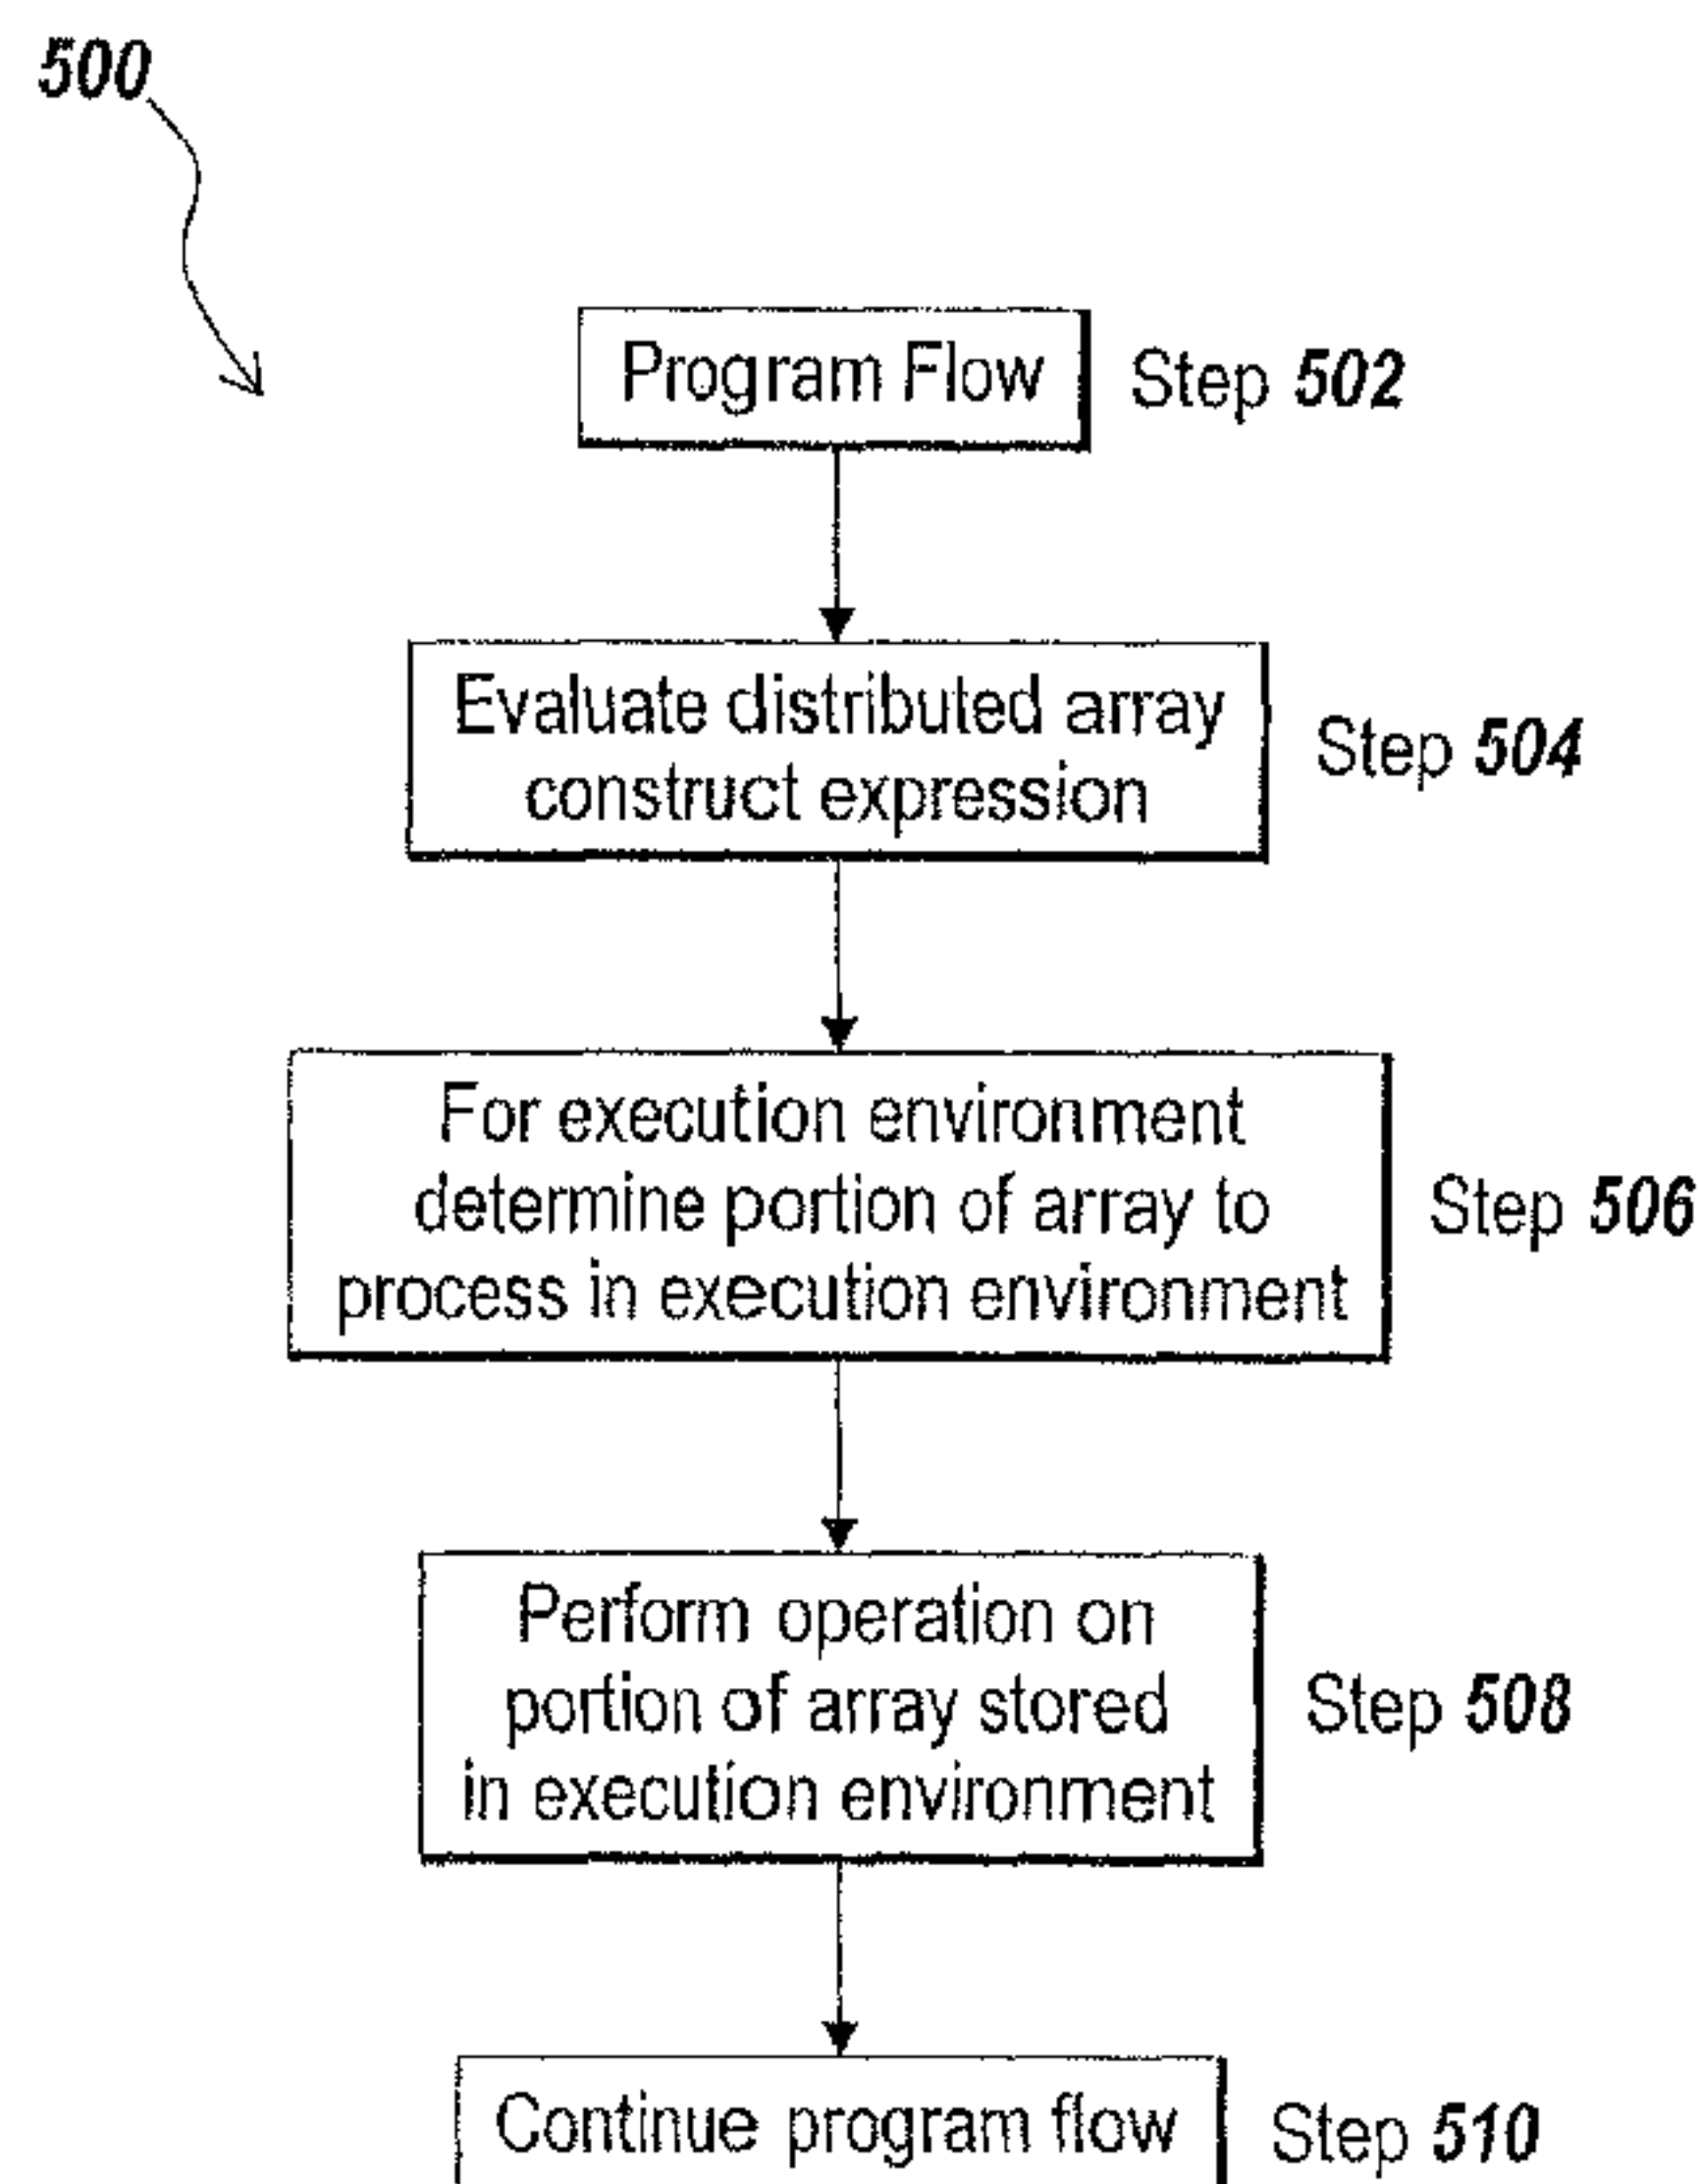 500
Program Flow Step 502
Evaluate distributed array
construct expression
Step 504
For execution environment
determine portion of array to
process in execution environment
Step 506
Perform operation on
portion of array stored
in execution environment
Step 508
Continue program flow Step 510